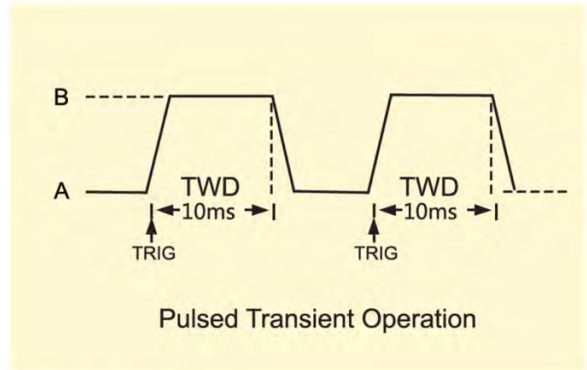 B
A
TWD
10ms
TRIG
TWD
10ms
TRIG
Pulsed Transient Operation